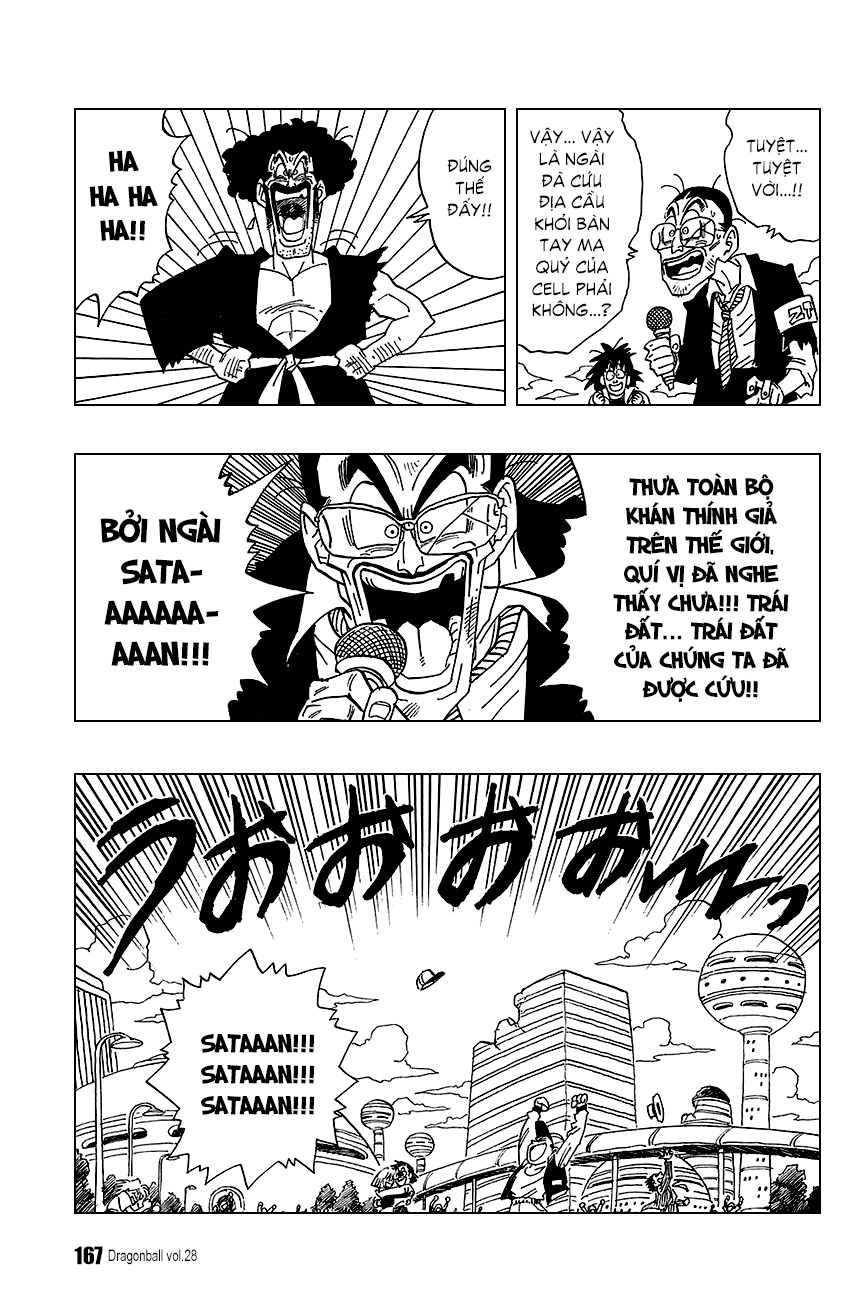 TUYỆT...
TUYỆT
VỜI...!!
VẬY... VẬY
LÀ NGÀI
ĐÃ CỨU
ĐỊA CẦU
KHỎI BÀN
TAY MA
QUỶ CỦA
CELL PHẢI
KHÔNG...?
ZT
ĐÚNG
THẾ
ĐẤY!!
HA
HA HA
HA!!
THƯA TOÀN BỘ
KHÁN THÍNH GIẢ
TRÊN THẾ GIỚI,
QUÍ VỊ ĐÃ NGHE
THẤY CHƯA!!! TRÁI
ĐẤT... TRÁI ĐẤT
CỦA CHÚNG TA ĐÃ
ĐƯỢC CỨU!!
BỞI NGÀI
SATA-
AAAAAA-
AAAN!!!
うおおおおーっ
SATAAAN!!!
SATAAAN!!!
SATAAAN!!!
167 Dragonball vol.28